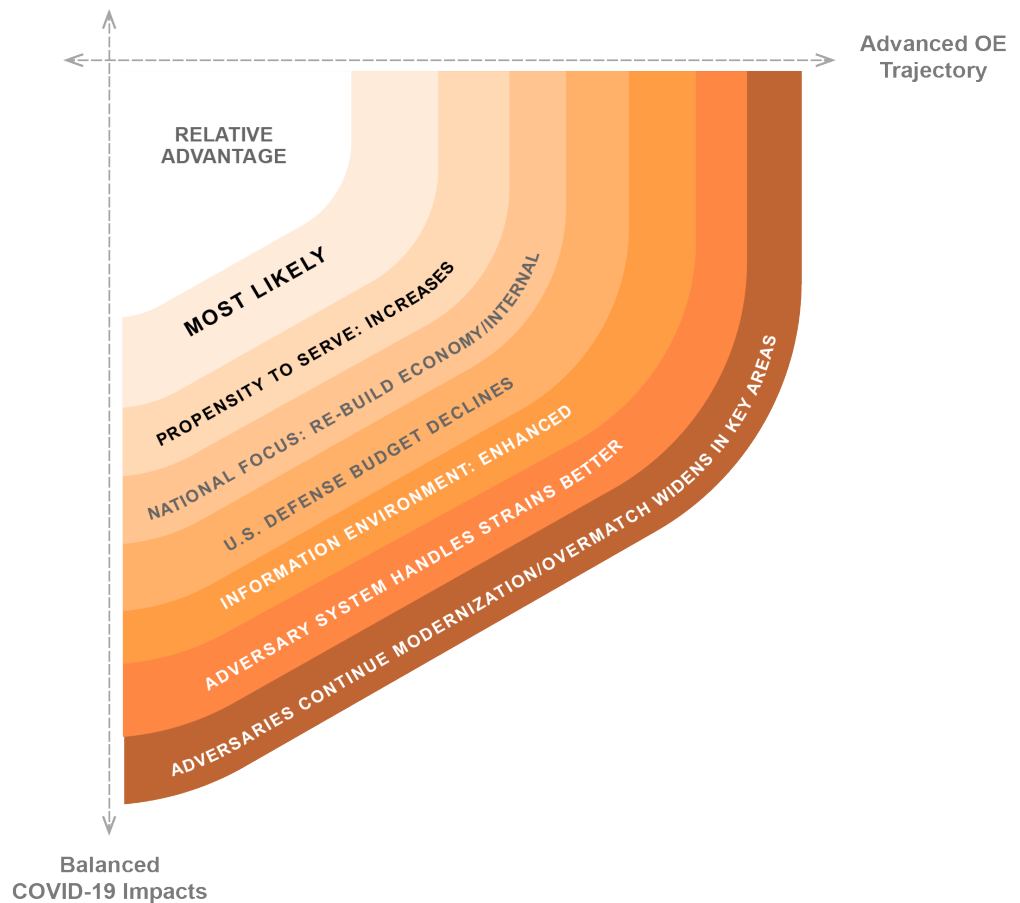 Advanced OE
Trajectory
RELATIVE
ADVANTAGE
MOST LIKELY
PROPENSITY TO SERVE: INCREASES
NATIONAL FOCUS: RE-BUILD ECONOMY/INTERNAL
U.S. DEFENSE BUDGET DECLINES
INFORMATION ENVIRONMENT: ENHANCED
ADVERSARY SYSTEM HANDLES STRAINS BETTER
ADVERSARIES CONTINUE MODERNIZATION/OVERMATCH WIDENS IN KEY AREAS
Balanced
COVID-19 Impacts